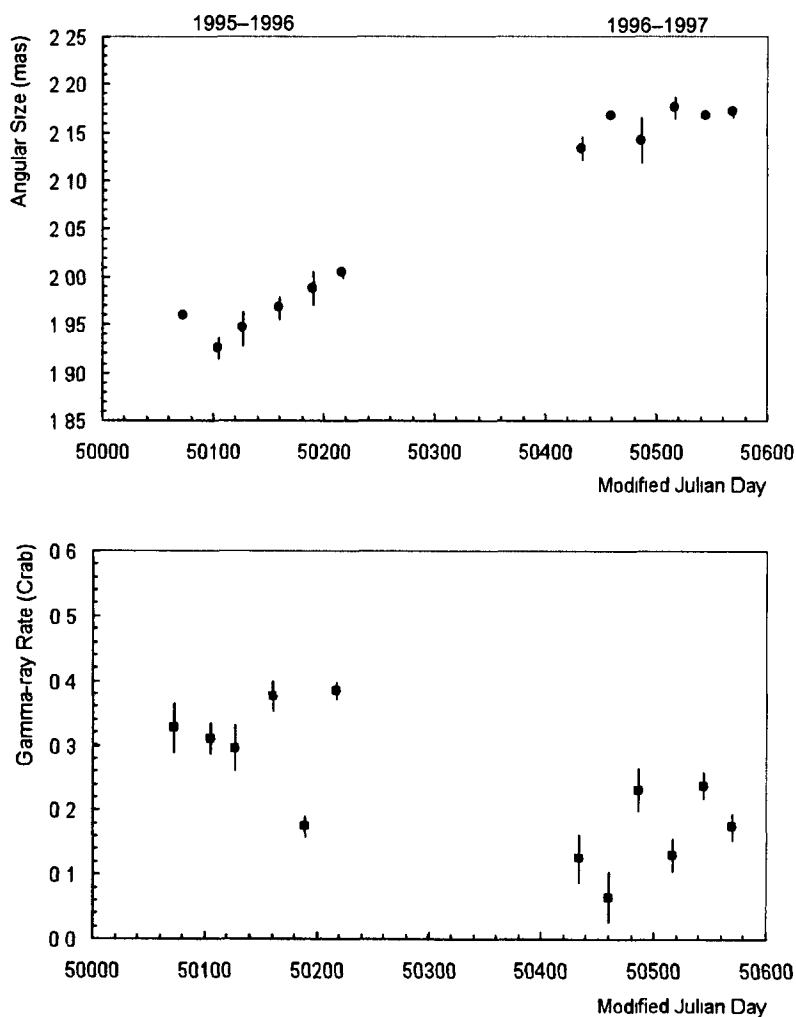 1995–1996 1996–1997
Angular Size (mas)
2 25
2 20
2 15
2 10
2 05
2 00
1 95
1 90
1 85
50000 50100 50200 50300 50400 50500 50600
Modified Julian Day
Gamma-ray Rate (Crab)
0 6
0 5
0 4
0 3
0 2
0 1
0 0
50000 50100 50200 50300 50400 50500 50600
Modified Julian Day